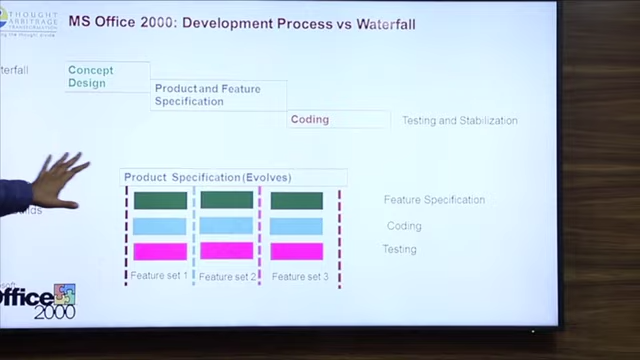 THOUGHT
ARBITRAGE
MS Office 2000: Development Process vs Waterfall
terfall
Concept
Design
Product and Feature
Specification
Coding
Testing and Stabilization
Product Specification (Evolves)
Feature Specification
Coding
Testing
Feature set 1
Feature set 2
Feature set 3
Office
2000